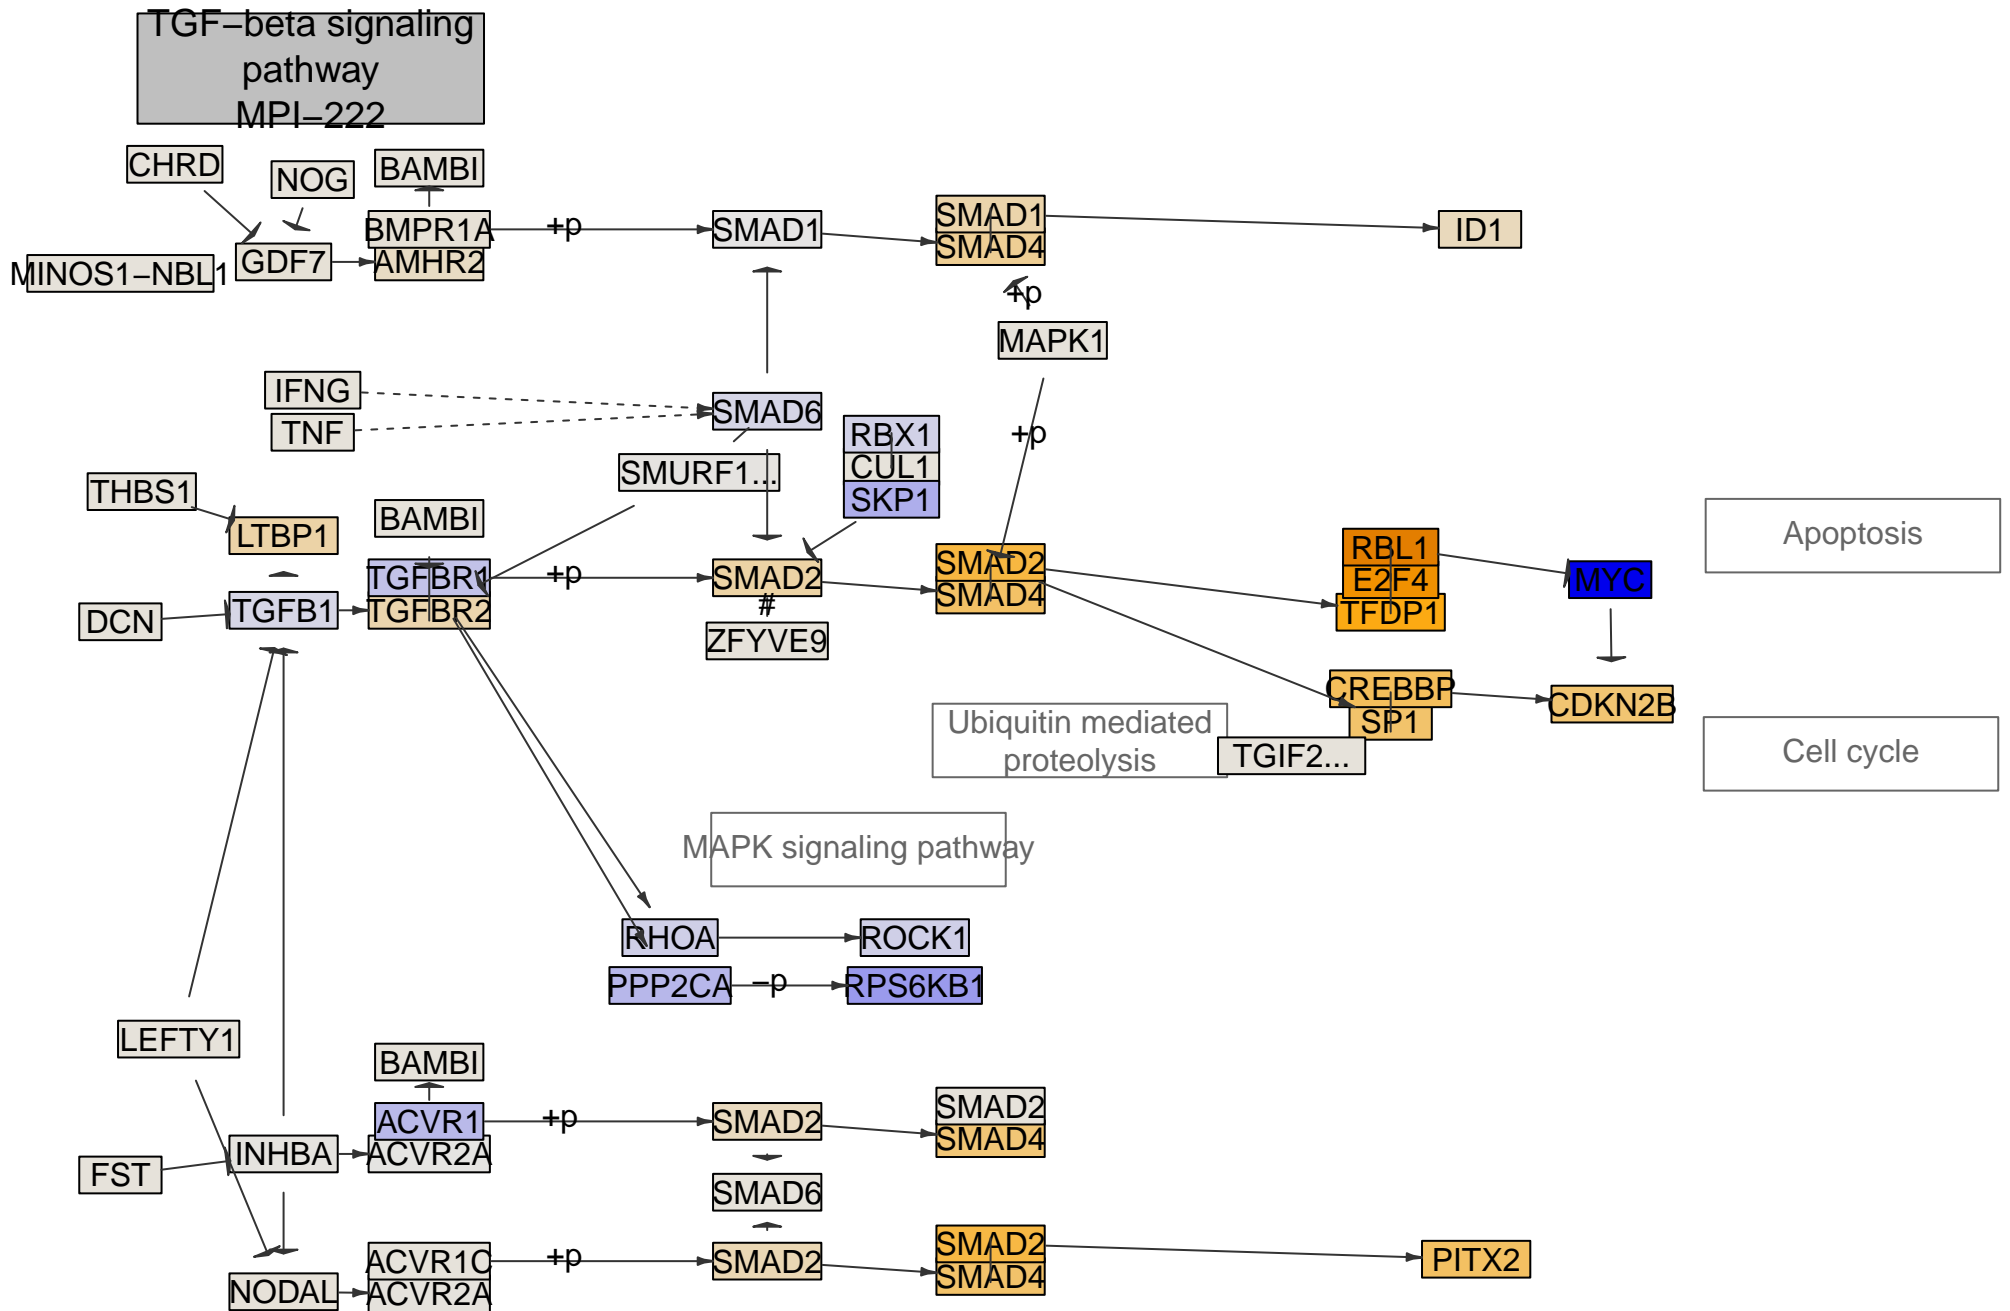 TGF−beta signaling
pathway
MPI−222
CHRD
NOG
BAMBI
BMPR1A
+p
SMAD1
SMAD1
SMAD4
ID1
MINOS1−NBL1
GDF7
AMHR2
+p
MAPK1
IFNG
TNF
SMAD6
RBX1
CUL1
SKP1
+p
SMURF1...
THBS1
LTBP1
BAMBI
TGFBR1
TGFBR2
+p
SMAD2
#
ZFYVE9
SMAD2
SMAD4
RBL1
E2F4
TFDP1
MYC
Apoptosis
DCN
TGFB1
CREBBP
SP1
CDKN2B
Ubiquitin mediated
proteolysis
TGIF2...
Cell cycle
MAPK signaling pathway
RHOA
ROCK1
PPP2CA
−p
RPS6KB1
LEFTY1
BAMBI
ACVR1
ACVR2A
+p
SMAD2
SMAD2
SMAD4
FST
INHBA
SMAD6
ACVR1C
ACVR2A
+p
SMAD2
SMAD2
SMAD4
PITX2
NODAL